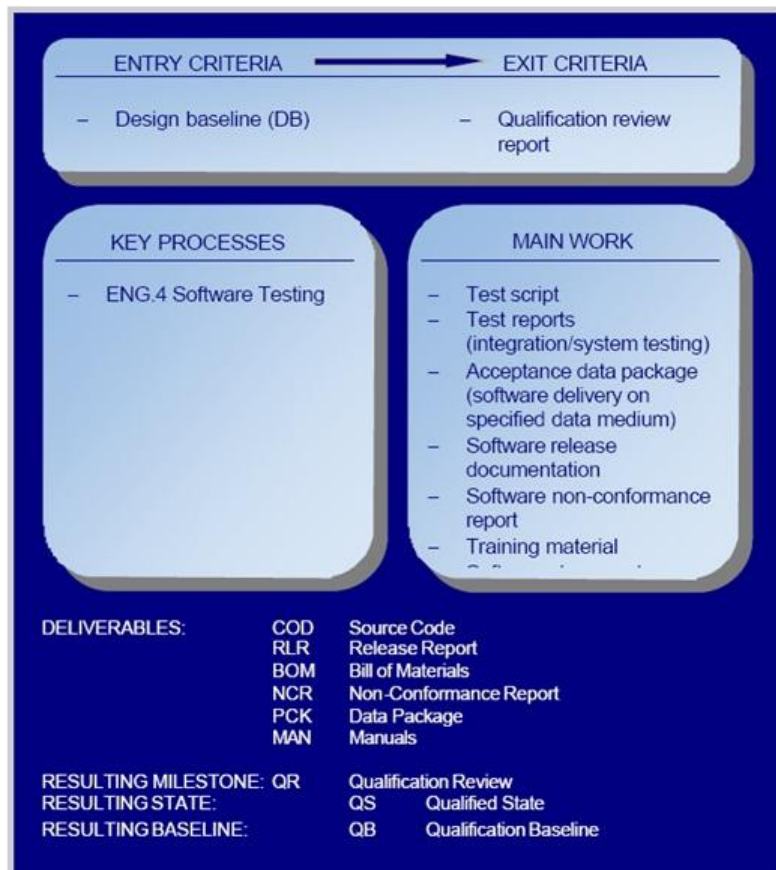 ENTRY CRITERIA
EXIT CRITERIA
– Design baseline (DB)
– Qualification review
report
KEY PROCESSES
– ENG.4 Software Testing
MAIN WORK
– Test script
– Test reports
(integration/system testing)
– Acceptance data package
(software delivery on
specified data medium)
– Software release
documentation
– Software non-conformance
report
– Training material
DELIVERABLES: COD Source Code
RLR Release Report
BOM Bill of Materials
NCR Non-Conformance Report
PCK Data Package
MAN Manuals
RESULTING MILESTONE: QR Qualification Review
RESULTING STATE: QS Qualified State
RESULTING BASELINE: QB Qualification Baseline